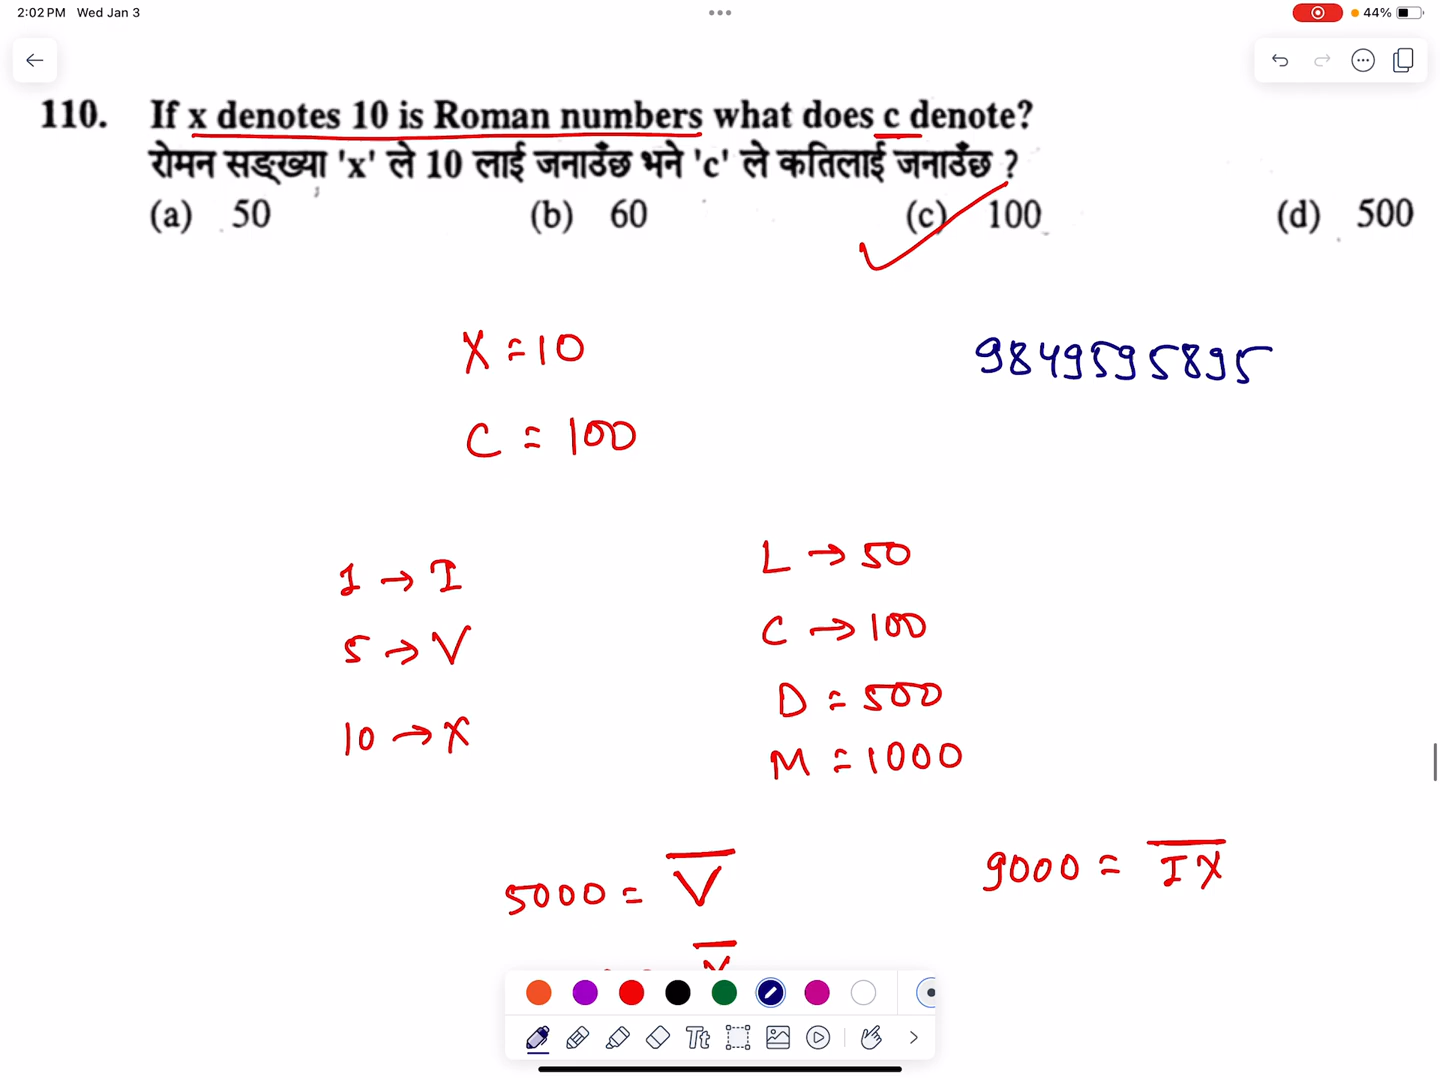 2:02 PM Wed Jan 3
44%
110. If x denotes 10 is Roman numbers what does c denote?
रोमन सङ्ख्या 'x' ले 10 लाई जनाउँछ भने 'c' ले कतिलाई जनाउँछ ?
(a) 50 (b) 60 (c) 100 (d) 500
X = 10
9849595895
C = 100
1 → I
L → 50
5 → V
C → 100
10 → X
D = 500
M = 1000
5000 = V̅
9000 = I̅X̅
Tt